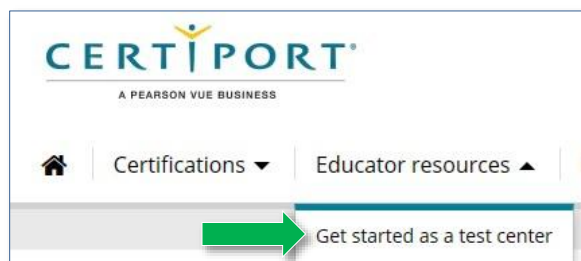 CERTIPORT®
A PEARSON VUE BUSINESS
Certifications
Educator resources
Get started as a test center